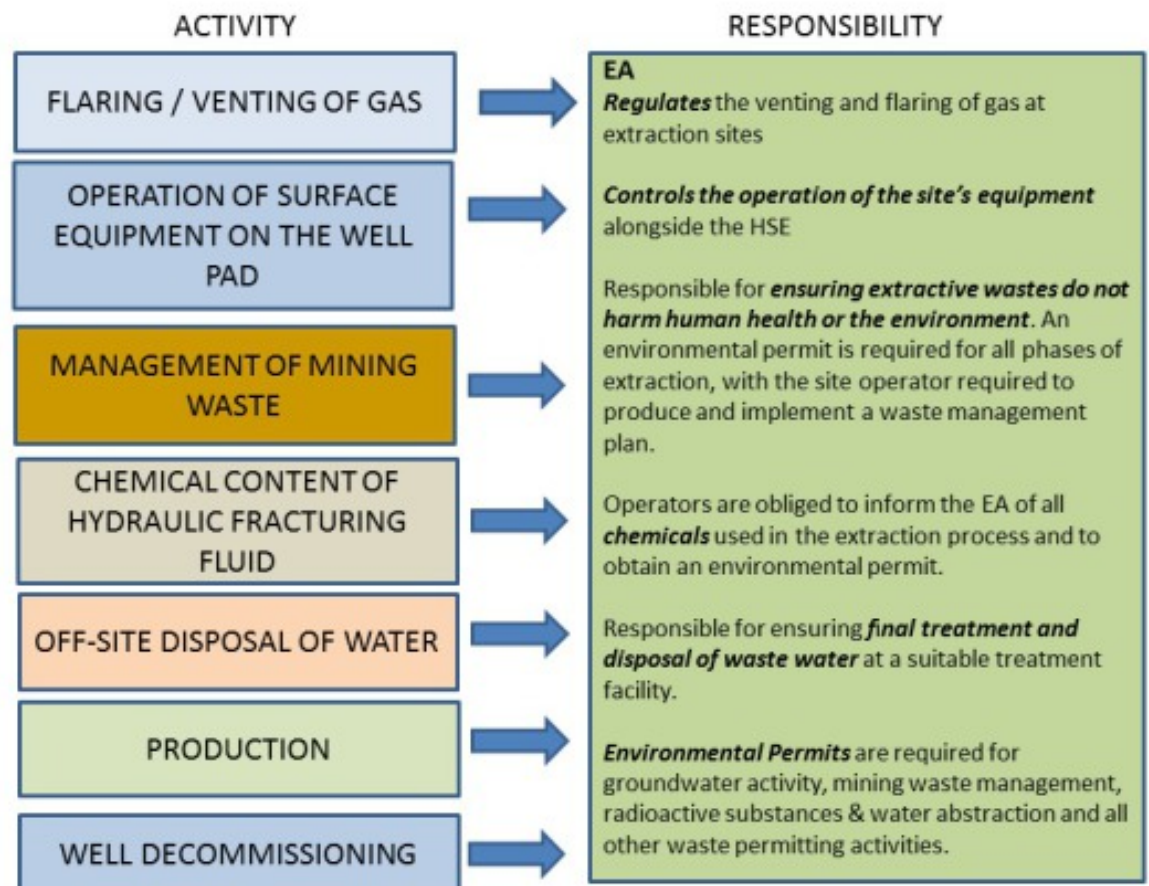 ACTIVITY
RESPONSIBILITY
FLARING / VENTING OF GAS
OPERATION OF SURFACE
EQUIPMENT ON THE WELL
PAD
MANAGEMENT OF MINING
WASTE
CHEMICAL CONTENT OF
HYDRAULIC FRACTURING
FLUID
OFF-SITE DISPOSAL OF WATER
PRODUCTION
WELL DECOMMISSIONING
EA
Regulates the venting and flaring of gas at
extraction sites
Controls the operation of the site's equipment
alongside the HSE
Responsible for ensuring extractive wastes do not
harm human health or the environment. An
environmental permit is required for all phases of
extraction, with the site operator required to
produce and implement a waste management
plan.
Operators are obliged to inform the EA of all
chemicals used in the extraction process and to
obtain an environmental permit.
Responsible for ensuring final treatment and
disposal of waste water at a suitable treatment
facility.
Environmental Permits are required for
groundwater activity, mining waste management,
radioactive substances & water abstraction and all
other waste permitting activities.